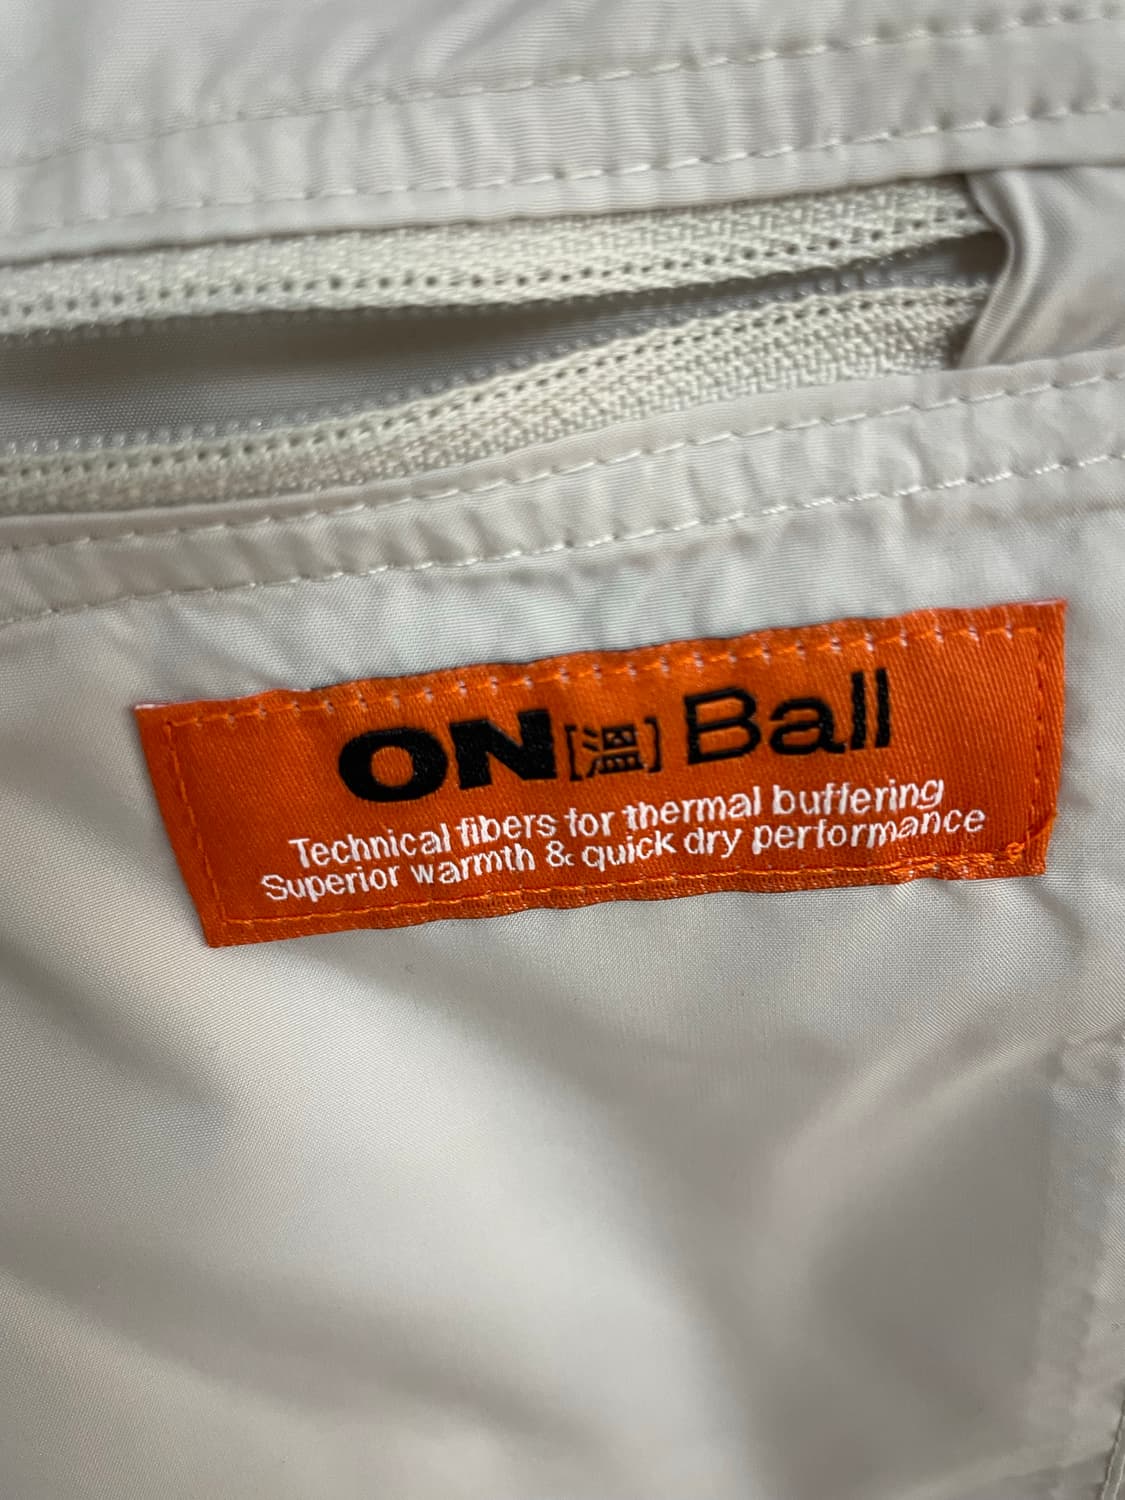 ON[温]Ball
Technical fibers for thermal buffering
Superior warmth & quick dry performance